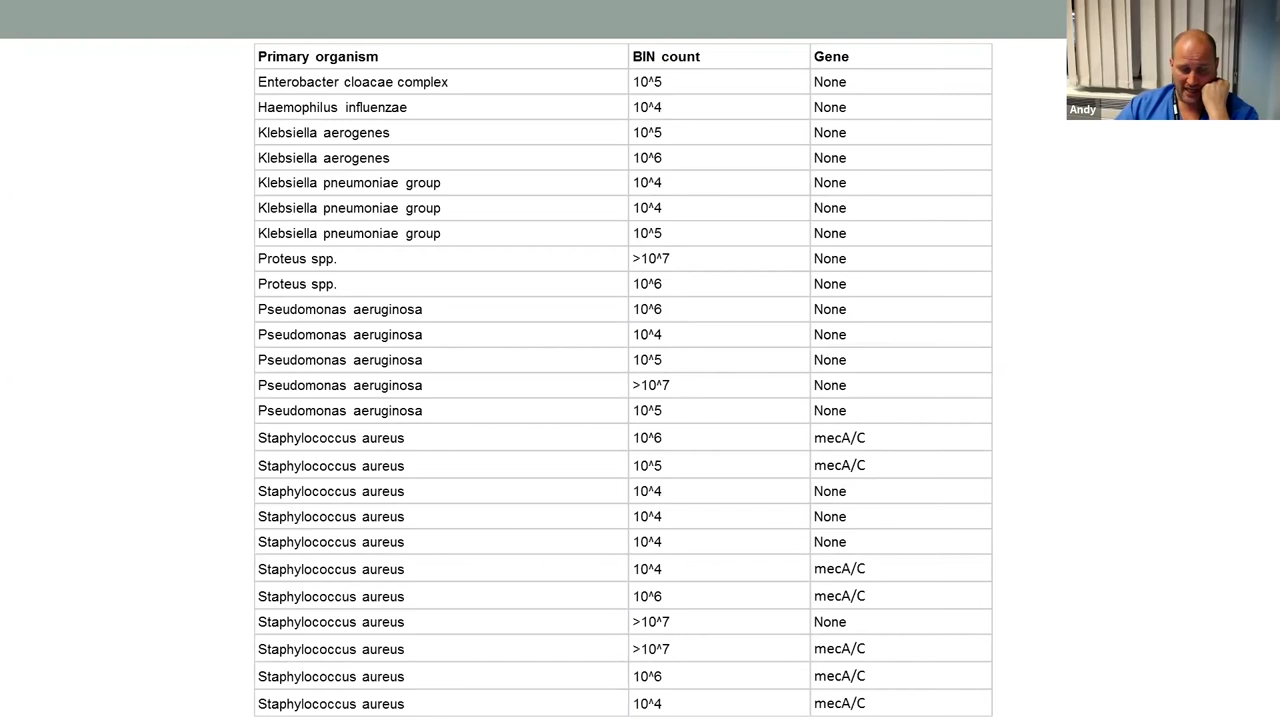 Primary organism BIN count Gene
Enterobacter cloacae complex 10^5 None
Haemophilus influenzae 10^4 None
Klebsiella aerogenes 10^5 None
Klebsiella aerogenes 10^6 None
Klebsiella pneumoniae group 10^4 None
Klebsiella pneumoniae group 10^4 None
Klebsiella pneumoniae group 10^5 None
Proteus spp. >10^7 None
Proteus spp. 10^6 None
Pseudomonas aeruginosa 10^6 None
Pseudomonas aeruginosa 10^4 None
Pseudomonas aeruginosa 10^5 None
Pseudomonas aeruginosa >10^7 None
Pseudomonas aeruginosa 10^5 None
Staphylococcus aureus 10^6 mecA/C
Staphylococcus aureus 10^5 mecA/C
Staphylococcus aureus 10^4 None
Staphylococcus aureus 10^4 None
Staphylococcus aureus 10^4 None
Staphylococcus aureus 10^4 mecA/C
Staphylococcus aureus 10^6 mecA/C
Staphylococcus aureus >10^7 None
Staphylococcus aureus >10^7 mecA/C
Staphylococcus aureus 10^6 mecA/C
Staphylococcus aureus 10^4 mecA/C
Andy